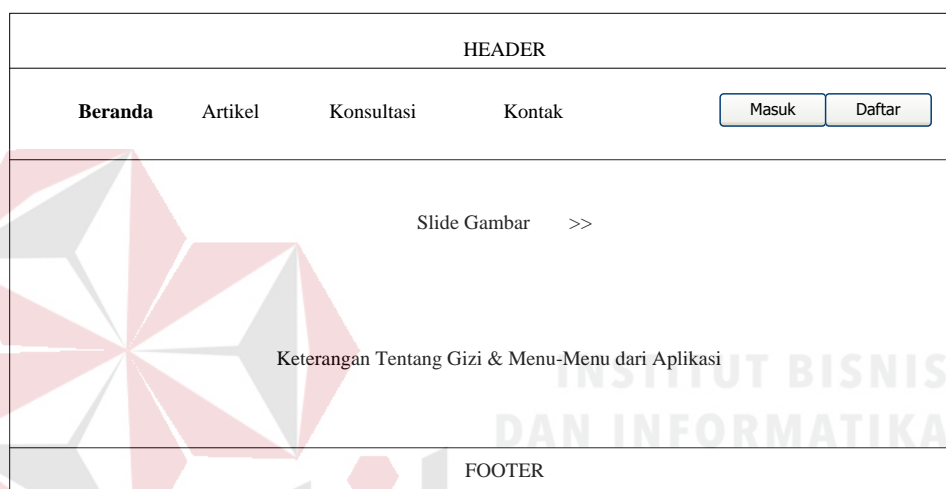 HEADER
Beranda Artikel Konsultasi Kontak Masuk Daftar
Slide Gambar >>
Keterangan Tentang Gizi & Menu-Menu dari Aplikasi
INSTITUT BISNIS
DAN INFORMATIKA
FOOTER